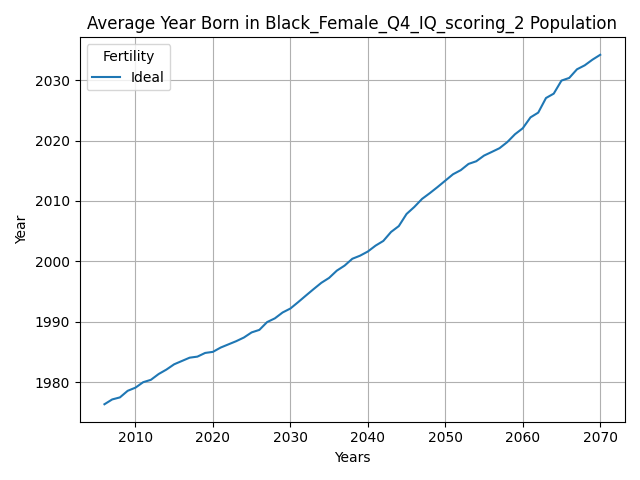 Average Year Born in Black_Female_Q4_IQ_scoring_2 Population
Fertility
Ideal
Year
2030
2020
2010
2000
1990
1980
2010 2020 2030 2040 2050 2060 2070
Years